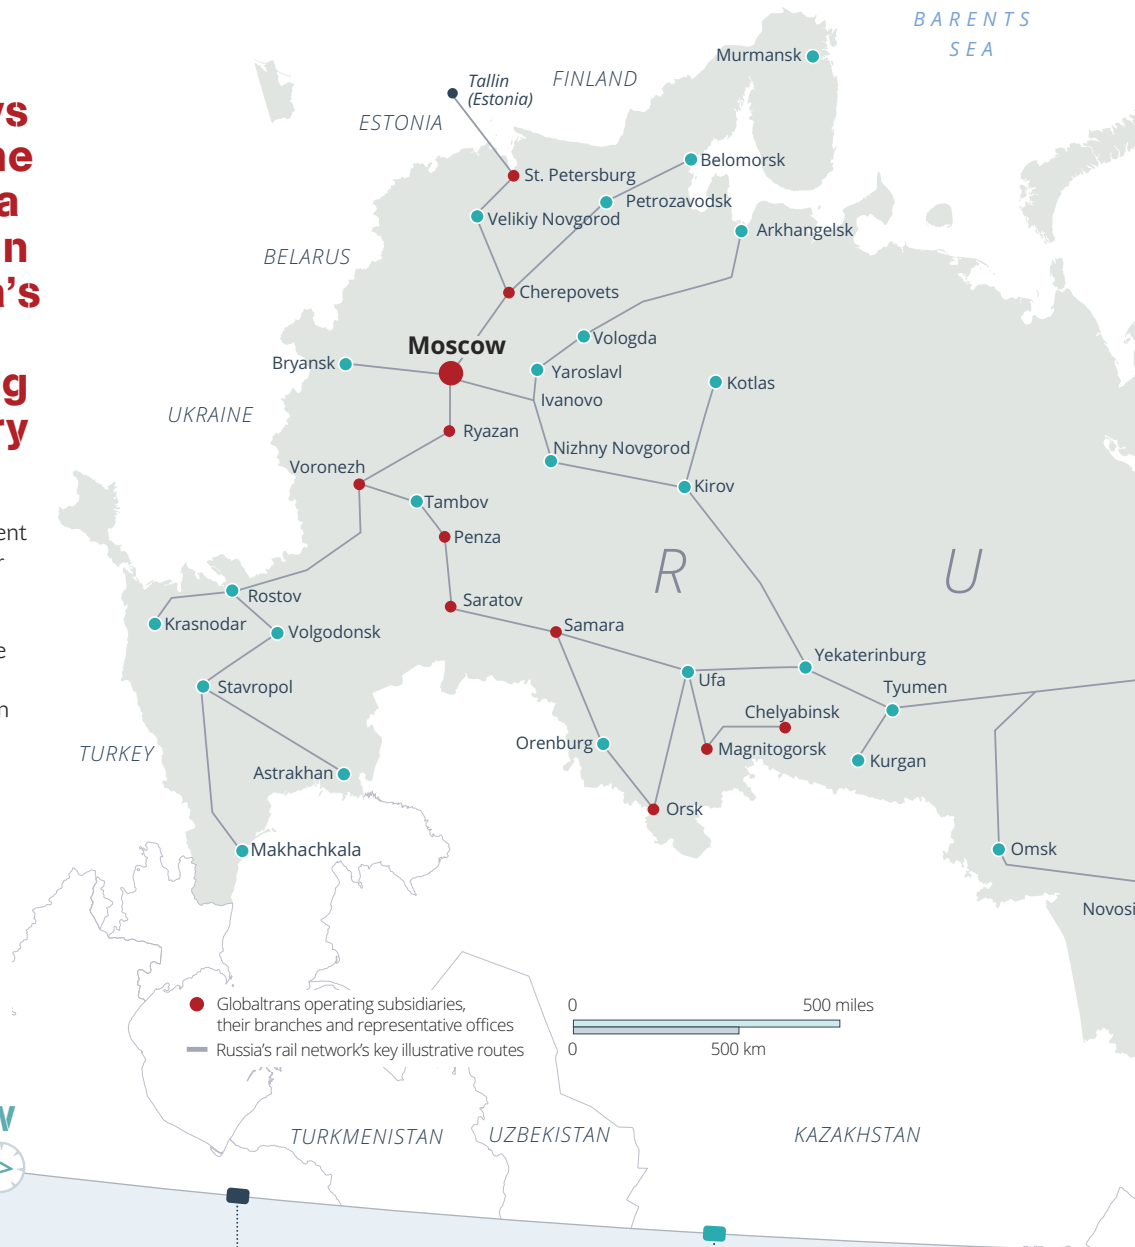 BARENTS
SEA
Murmansk
Tallin
(Estonia)
FINLAND
ESTONIA
Belomorsk
St. Petersburg
Petrozavodsk
Velikiy Novgorod
Arkhangelsk
BELARUS
Cherepovets
Vologda
Moscow
Bryansk
Yaroslavl
Kotlas
Ivanovo
UKRAINE
Ryazan
Nizhny Novgorod
Voronezh
Kirov
Tambov
Penza
R U
Rostov
Saratov
Krasnodar
Volgodonsk
Samara
Yekaterinburg
Ufa
Stavropol
Tyumen
Chelyabinsk
TURKEY
Orenburg
Magnitogorsk
Kurgan
Astrakhan
Orsk
Makhachkala
Omsk
Globaltrans operating subsidiaries,
their branches and representative offices
Russia's rail network's key illustrative routes
0 500 miles
0 500 km
TURKMENISTAN
UZBEKISTAN
KAZAKHSTAN